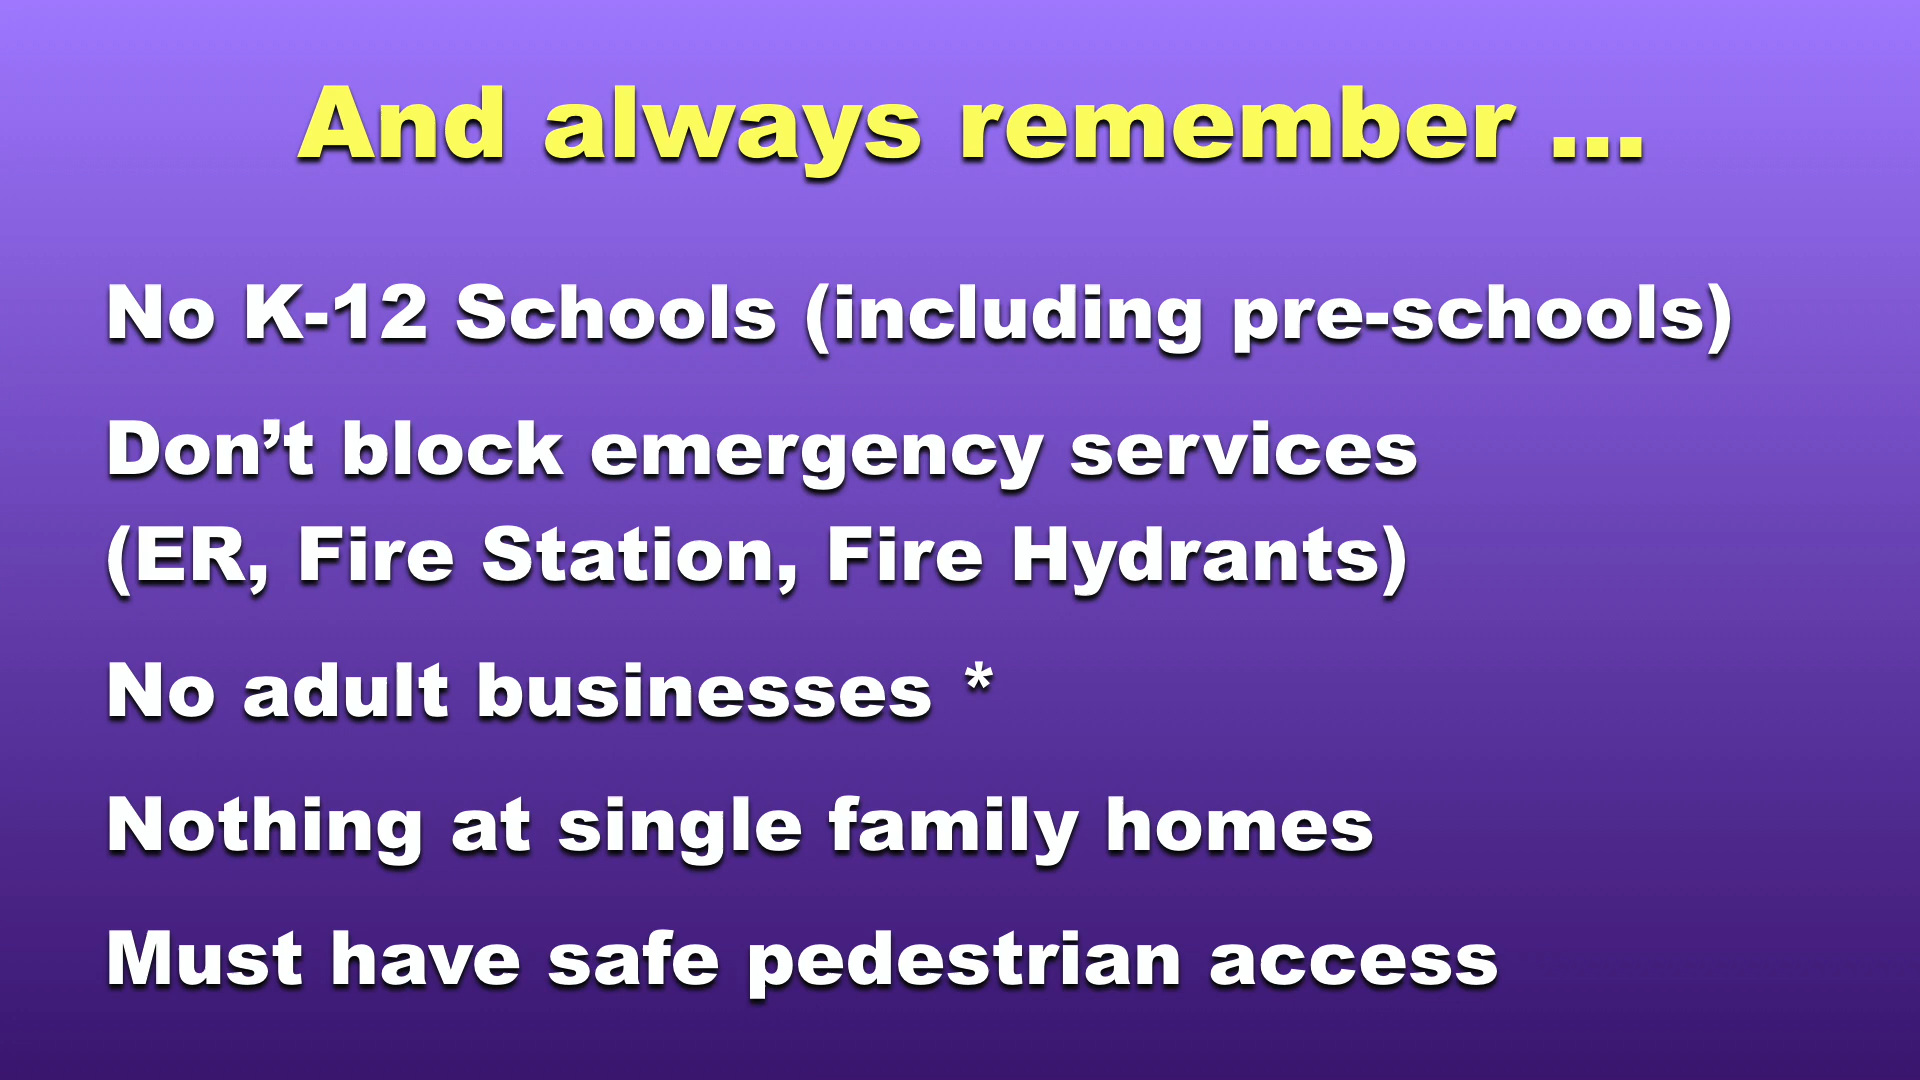 And always remember ...
No K-12 Schools (including pre-schools)
Don’t block emergency services
(ER, Fire Station, Fire Hydrants)
No adult businesses *
Nothing at single family homes
Must have safe pedestrian access